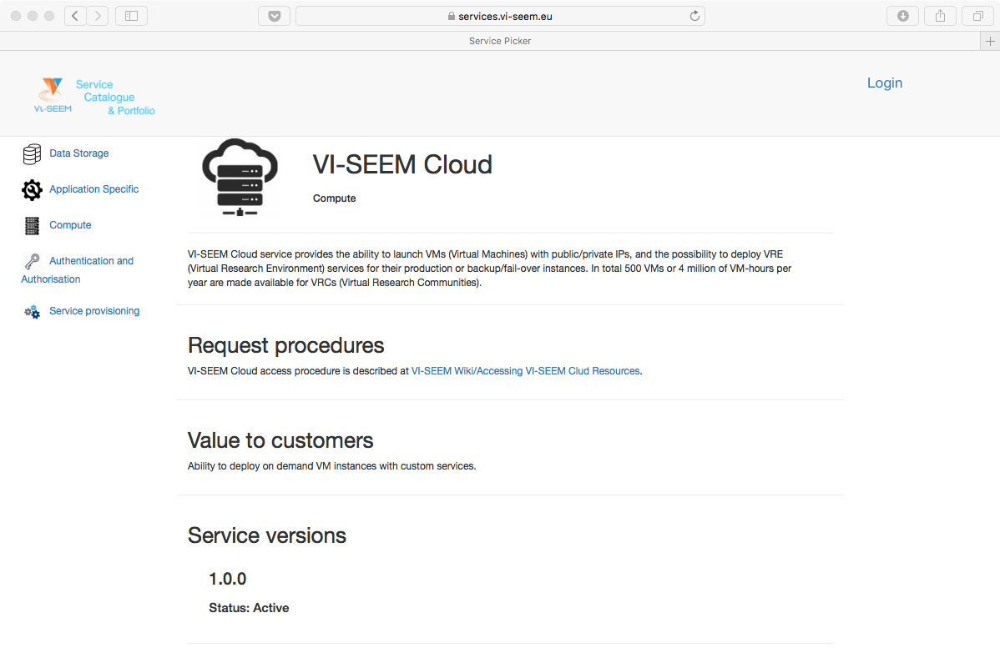 services.vi-seem.eu
Service Picker
VI-SEEM
Service
Catalogue
& Portfolio
Login
Data Storage
Application Specific
Compute
Authentication and
Authorisation
Service provisioning
VI-SEEM Cloud
Compute
VI-SEEM Cloud service provides the ability to launch VMs (Virtual Machines) with public/private IPs, and the possibility to deploy VRE
(Virtual Research Environment) services for their production or backup/fail-over instances. In total 500 VMs or 4 million of VM-hours per
year are made available for VRCs (Virtual Research Communities).
Request procedures
VI-SEEM Cloud access procedure is described at VI-SEEM Wiki/Accessing VI-SEEM Clud Resources.
Value to customers
Ability to deploy on demand VM instances with custom services.
Service versions
1.0.0
Status: Active